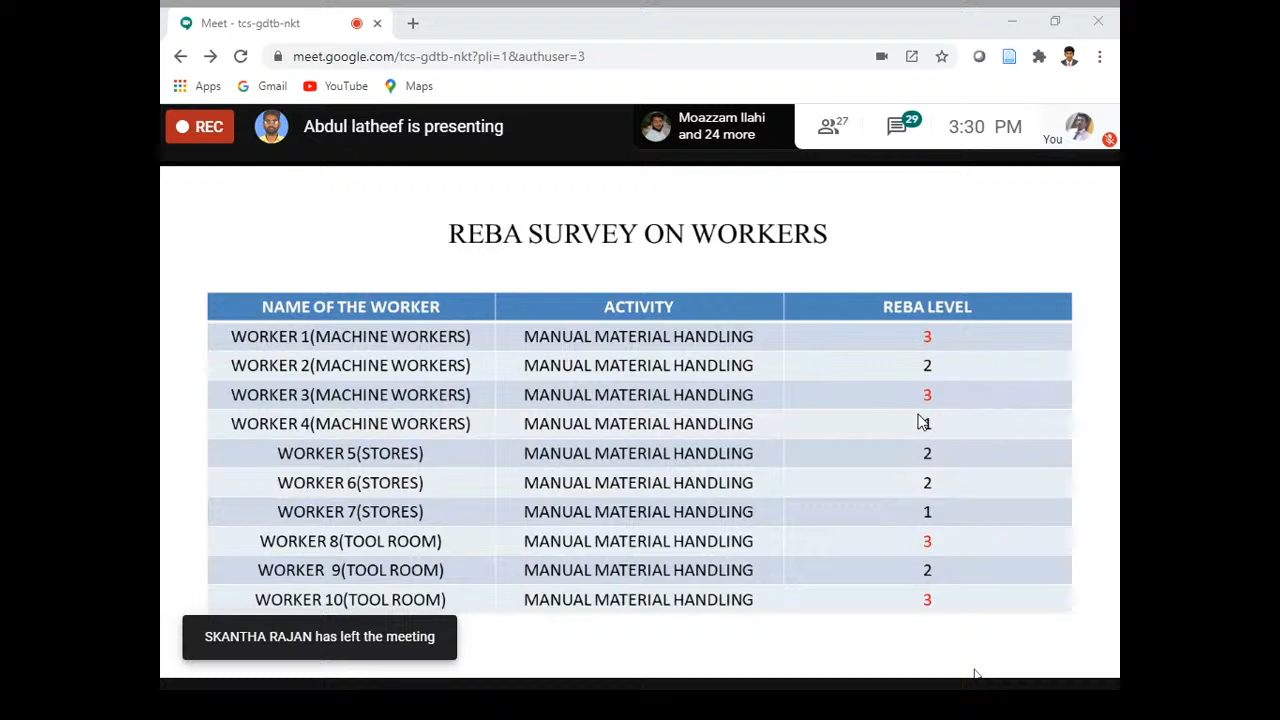 Meet - tcs-gdtb-nkt
meet.google.com/tcs-gdtb-nkt?pli=1&authuser=3
Apps Gmail YouTube Maps
REC Abdul latheef is presenting Moazzam Ilahi and 24 more 27 29 3:30 PM You
REBA SURVEY ON WORKERS
NAME OF THE WORKER ACTIVITY REBA LEVEL
WORKER 1(MACHINE WORKERS) MANUAL MATERIAL HANDLING 3
WORKER 2(MACHINE WORKERS) MANUAL MATERIAL HANDLING 2
WORKER 3(MACHINE WORKERS) MANUAL MATERIAL HANDLING 3
WORKER 4(MACHINE WORKERS) MANUAL MATERIAL HANDLING 1
WORKER 5(STORES) MANUAL MATERIAL HANDLING 2
WORKER 6(STORES) MANUAL MATERIAL HANDLING 2
WORKER 7(STORES) MANUAL MATERIAL HANDLING 1
WORKER 8(TOOL ROOM) MANUAL MATERIAL HANDLING 3
WORKER 9(TOOL ROOM) MANUAL MATERIAL HANDLING 2
WORKER 10(TOOL ROOM) MANUAL MATERIAL HANDLING 3
SKANTHA RAJAN has left the meeting